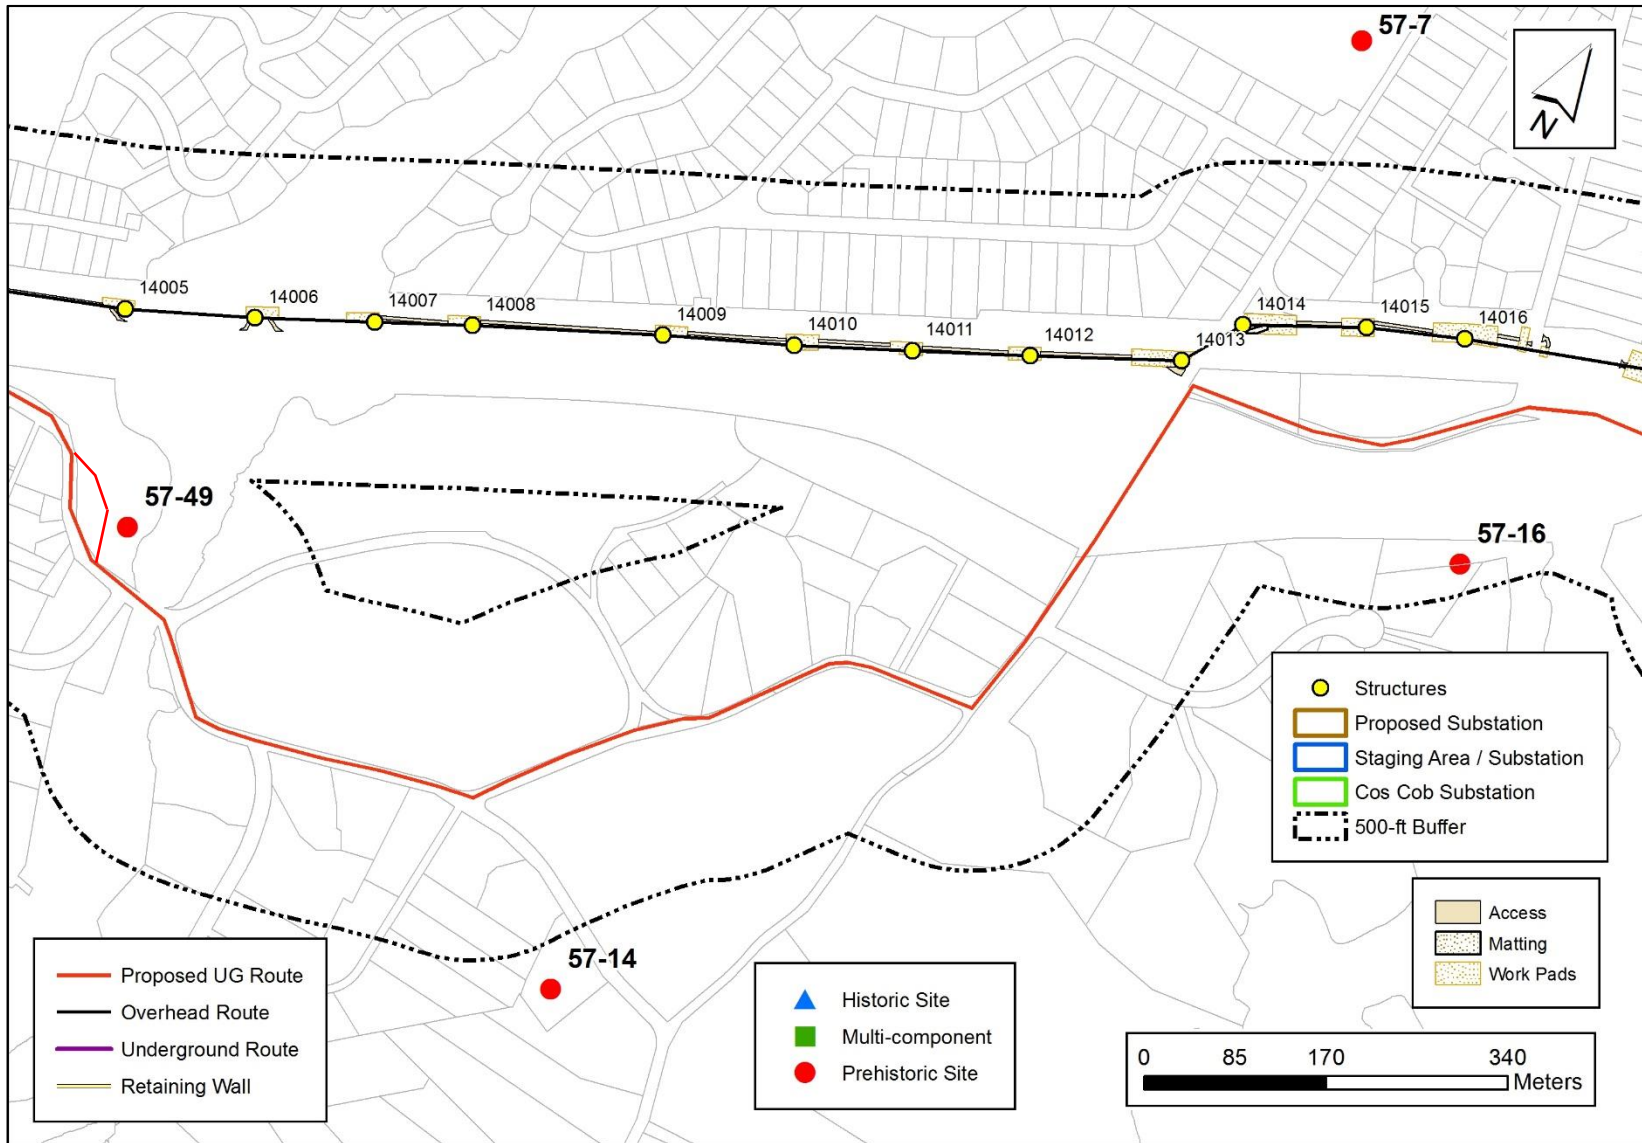 57-7
N
14005
14006
14007
14008
14009
14010
14011
14012
14013
14014
14015
14016
57-49
57-16
57-14
Structures
Proposed Substation
Staging Area / Substation
Cos Cob Substation
500-ft Buffer
Access
Matting
Work Pads
Proposed UG Route
Overhead Route
Underground Route
Retaining Wall
Historic Site
Multi-component
Prehistoric Site
0 85 170 340
Meters